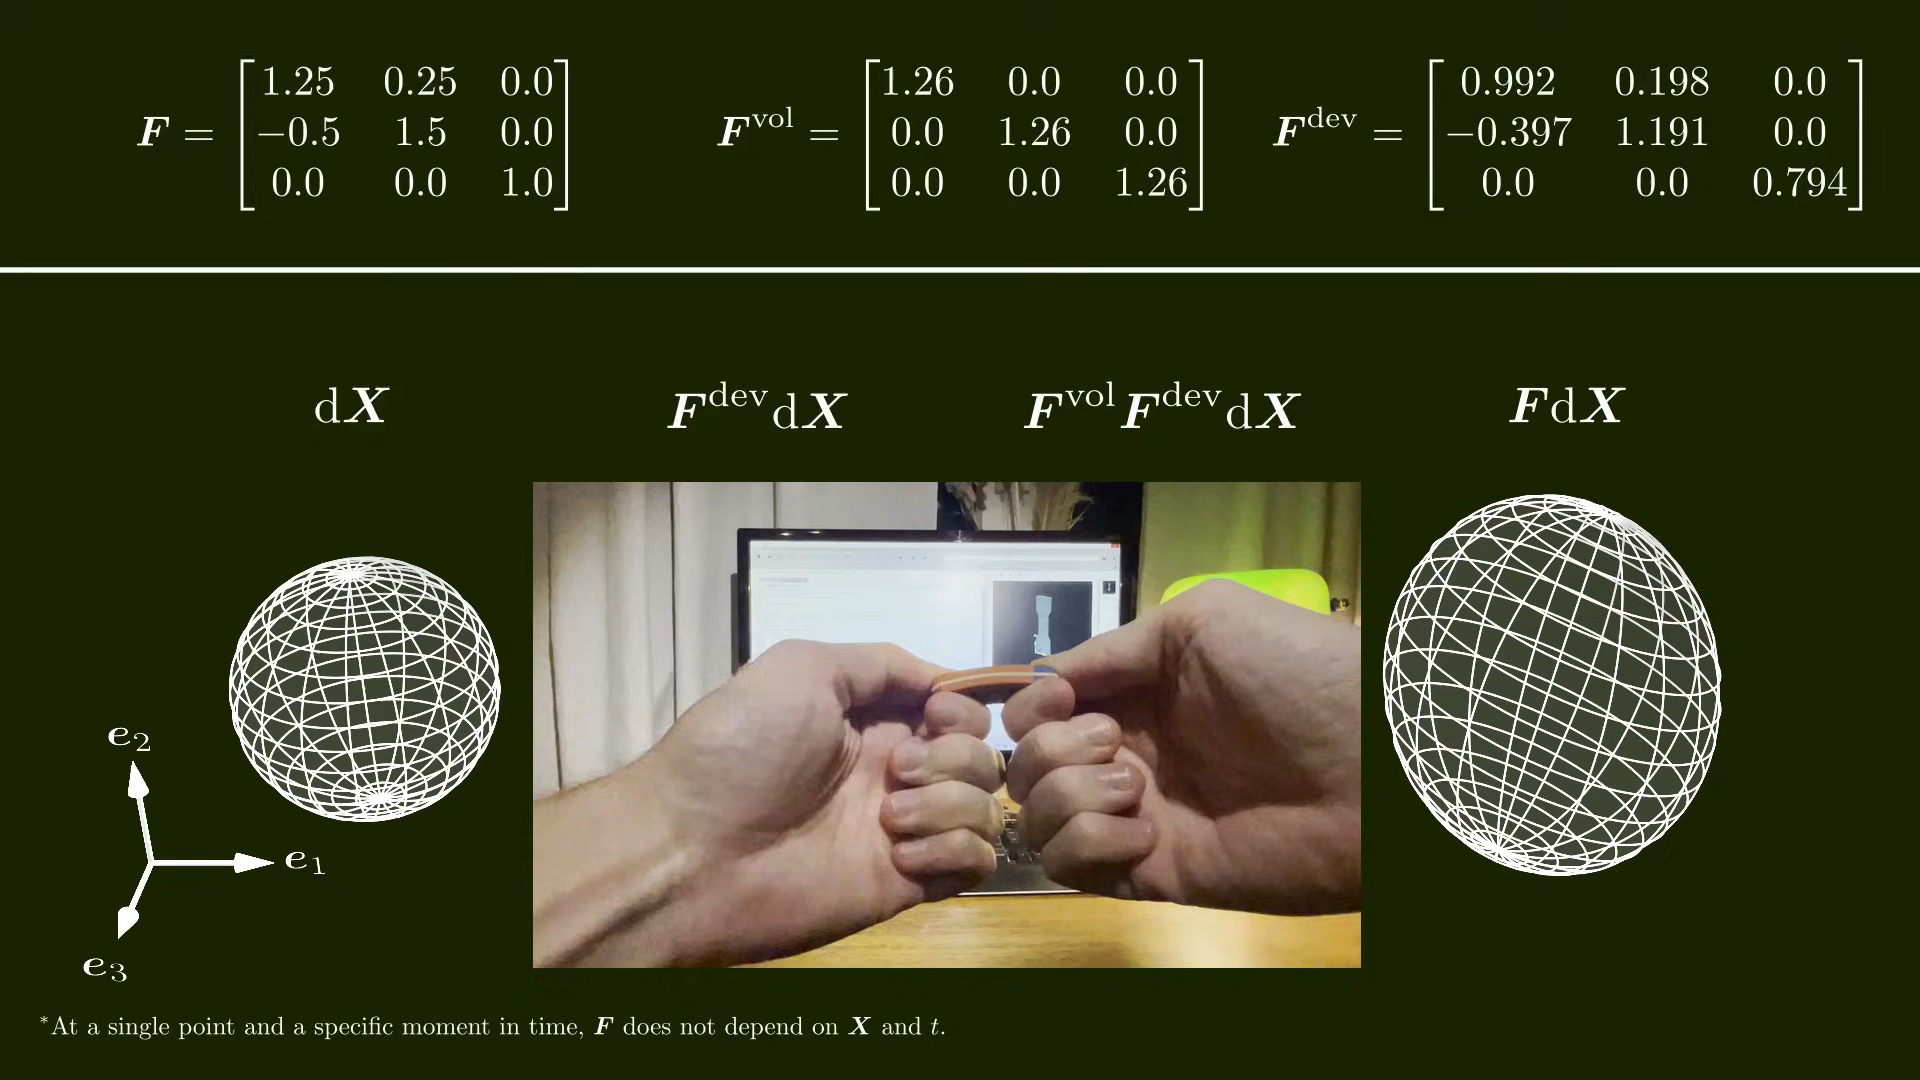 F = [1.25 0.25 0.0
−0.5 1.5 0.0
0.0 0.0 1.0]
F^vol = [1.26 0.0 0.0
0.0 1.26 0.0
0.0 0.0 1.26]
F^dev = [0.992 0.198 0.0
−0.397 1.191 0.0
0.0 0.0 0.794]
dX
F^dev dX
F^vol F^dev dX
F dX
e₂
e₁
e₃
*At a single point and a specific moment in time, F does not depend on X and t.